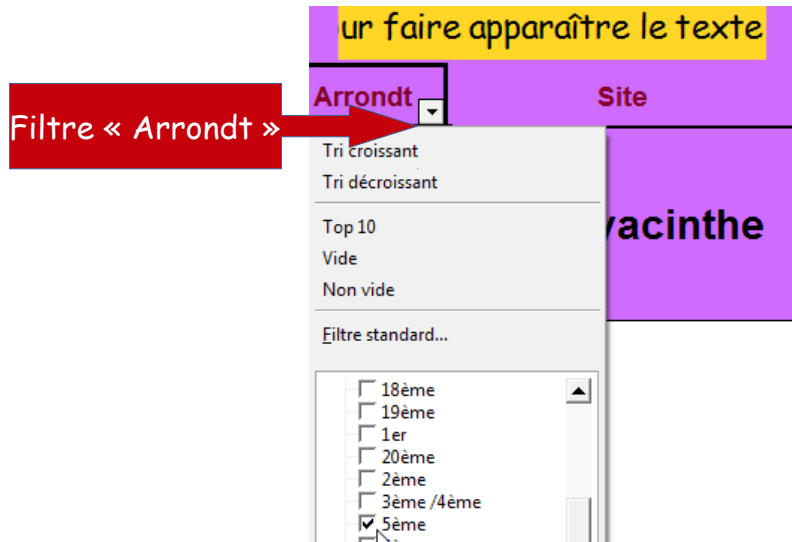 ur faire apparaître le texte
Arrondt
Site
Filtre « Arrondt »
Tri croissant
Tri décroissant
Top 10
yacinthe
Vide
Non vide
Filtre standard...
18ème
19ème
1er
20ème
2ème
3ème /4ème
5ème